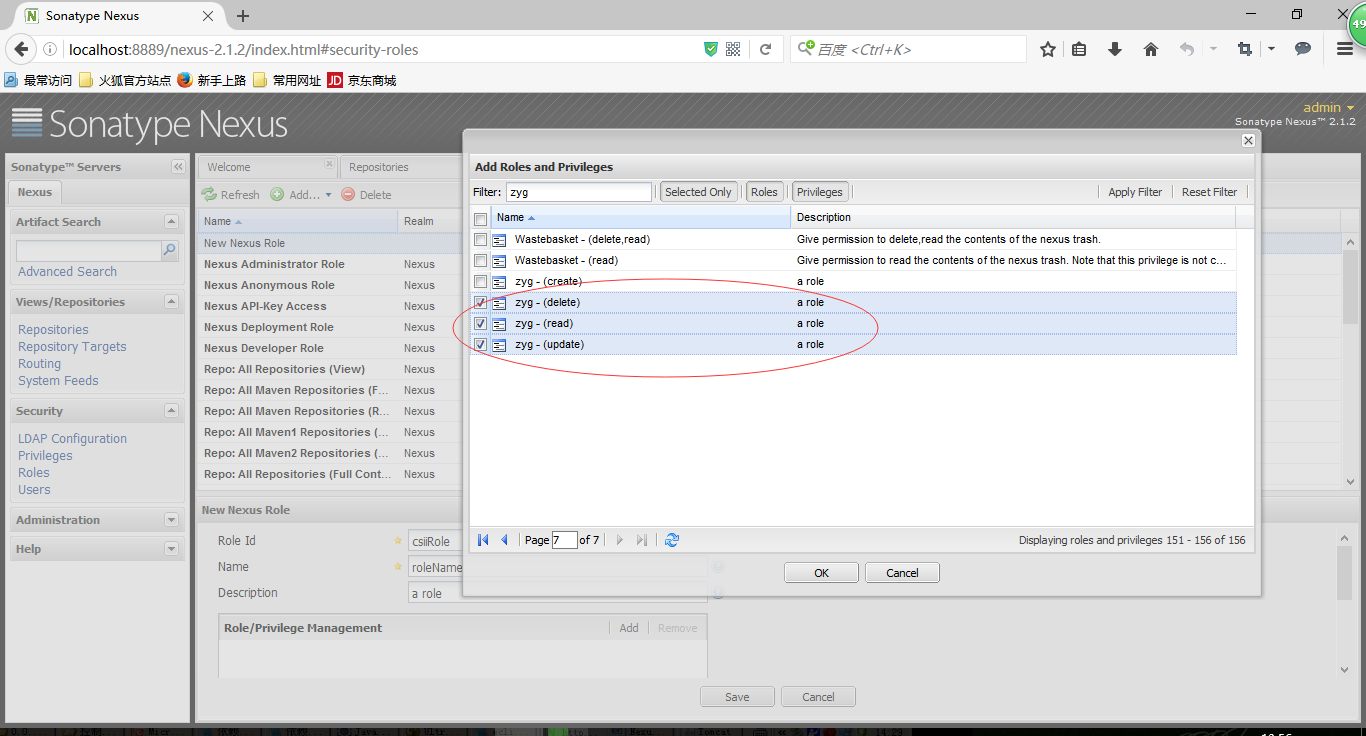 Sonatype Nexus
49
localhost:8889/nexus-2.1.2/index.html#security-roles
百度 <Ctrl+K>
最常访问 火狐官方站点 新手上路 常用网址 JD 京东商城
Sonatype Nexus
admin
Sonatype Nexus™ 2.1.2
Sonatype™ Servers
Nexus
Artifact Search
Advanced Search
Views/Repositories
Repositories
Repository Targets
Routing
System Feeds
Security
LDAP Configuration
Privileges
Roles
Users
Administration
Help
Welcome Repositories
Refresh Add... Delete
Name Realm
New Nexus Role
Nexus Administrator Role Nexus
Nexus Anonymous Role Nexus
Nexus API-Key Access Nexus
Nexus Deployment Role Nexus
Nexus Developer Role Nexus
Repo: All Repositories (View) Nexus
Repo: All Maven Repositories (F... Nexus
Repo: All Maven Repositories (R... Nexus
Repo: All Maven1 Repositories (... Nexus
Repo: All Maven2 Repositories (... Nexus
Repo: All Repositories (Full Cont... Nexus
New Nexus Role
Role Id csiiRole
Name roleName
Description a role
Role/Privilege Management Add Remove
Save Cancel
Add Roles and Privileges
Filter: zyg Selected Only Roles Privileges Apply Filter Reset Filter
Name Description
Wastebasket - (delete,read) Give permission to delete,read the contents of the nexus trash.
Wastebasket - (read) Give permission to read the contents of the nexus trash. Note that this privilege is not c...
zyg - (create) a role
zyg - (delete) a role
zyg - (read) a role
zyg - (update) a role
Page 7 of 7 Displaying roles and privileges 151 - 156 of 156
OK Cancel